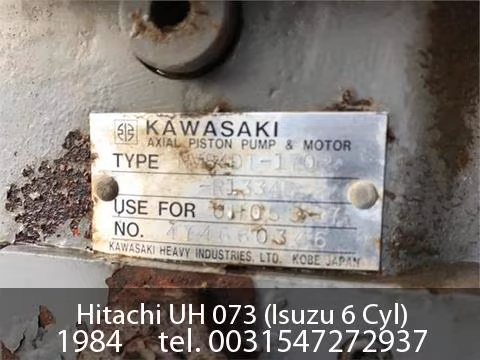 KAWASAKI
AXIAL PISTON PUMP & MOTOR
TYPE
USE FOR
NO.
KAWASAKI HEAVY INDUSTRIES, LTD. KOBE JAPAN
Hitachi UH 073 (Isuzu 6 Cyl)
1984 tel. 0031547272937